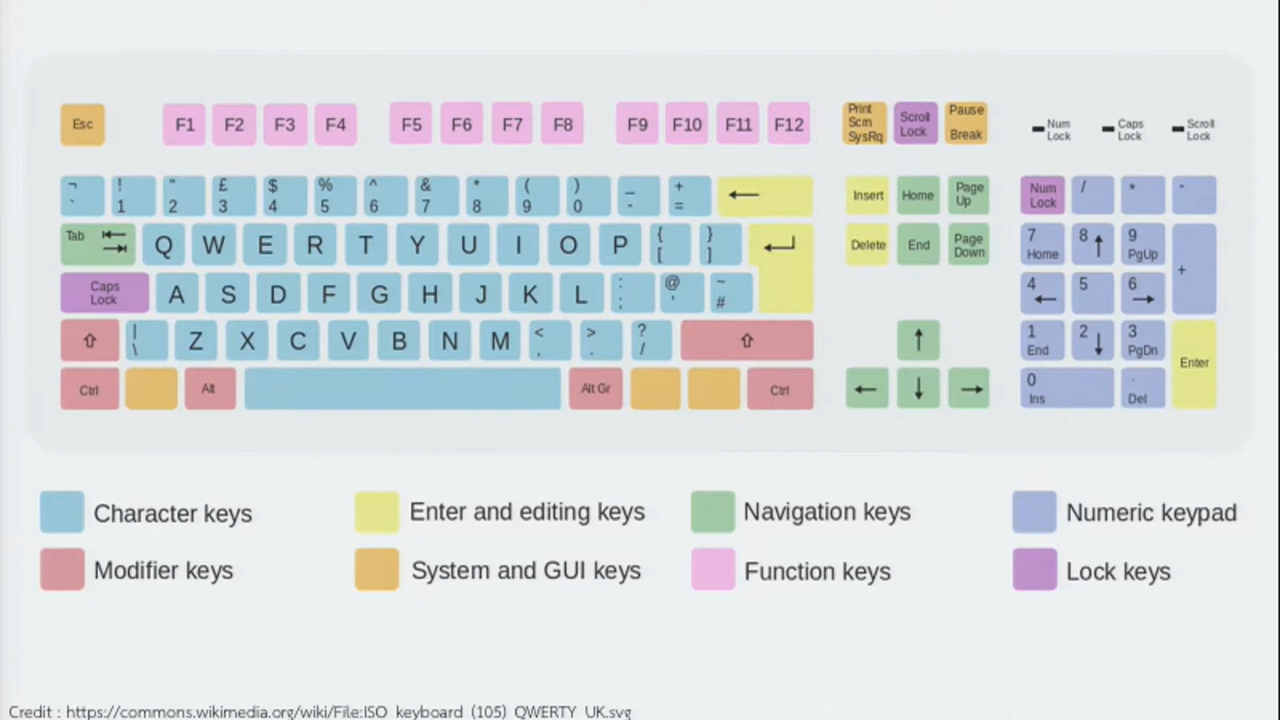 Esc F1 F2 F3 F4 F5 F6 F7 F8 F9 F10 F11 F12 Print Scrn SysRq Scroll Lock Pause Break Num Lock Caps Lock Scroll Lock
¬ ` ! 1 " 2 £ 3 $ 4 % 5 ^ 6 & 7 * 8 ( 9 ) 0 _ - + = ← Insert Home Page Up Num Lock / * -
Tab Q W E R T Y U I O P { [ } ] Delete End Page Down 7 Home 8 ↑ 9 PgUp +
Caps Lock A S D F G H J K L : ; @ ' ~ # 4 ← 5 6 →
⇧ | \ Z X C V B N M < , > . ? / ⇧ ↑ 1 End 2 ↓ 3 PgDn Enter
Ctrl Alt Alt Gr Ctrl ← ↓ → 0 Ins . Del
Character keys Enter and editing keys Navigation keys Numeric keypad
Modifier keys System and GUI keys Function keys Lock keys
Credit : https://commons.wikimedia.org/wiki/File:ISO_keyboard_(105)_QWERTY_UK.svg